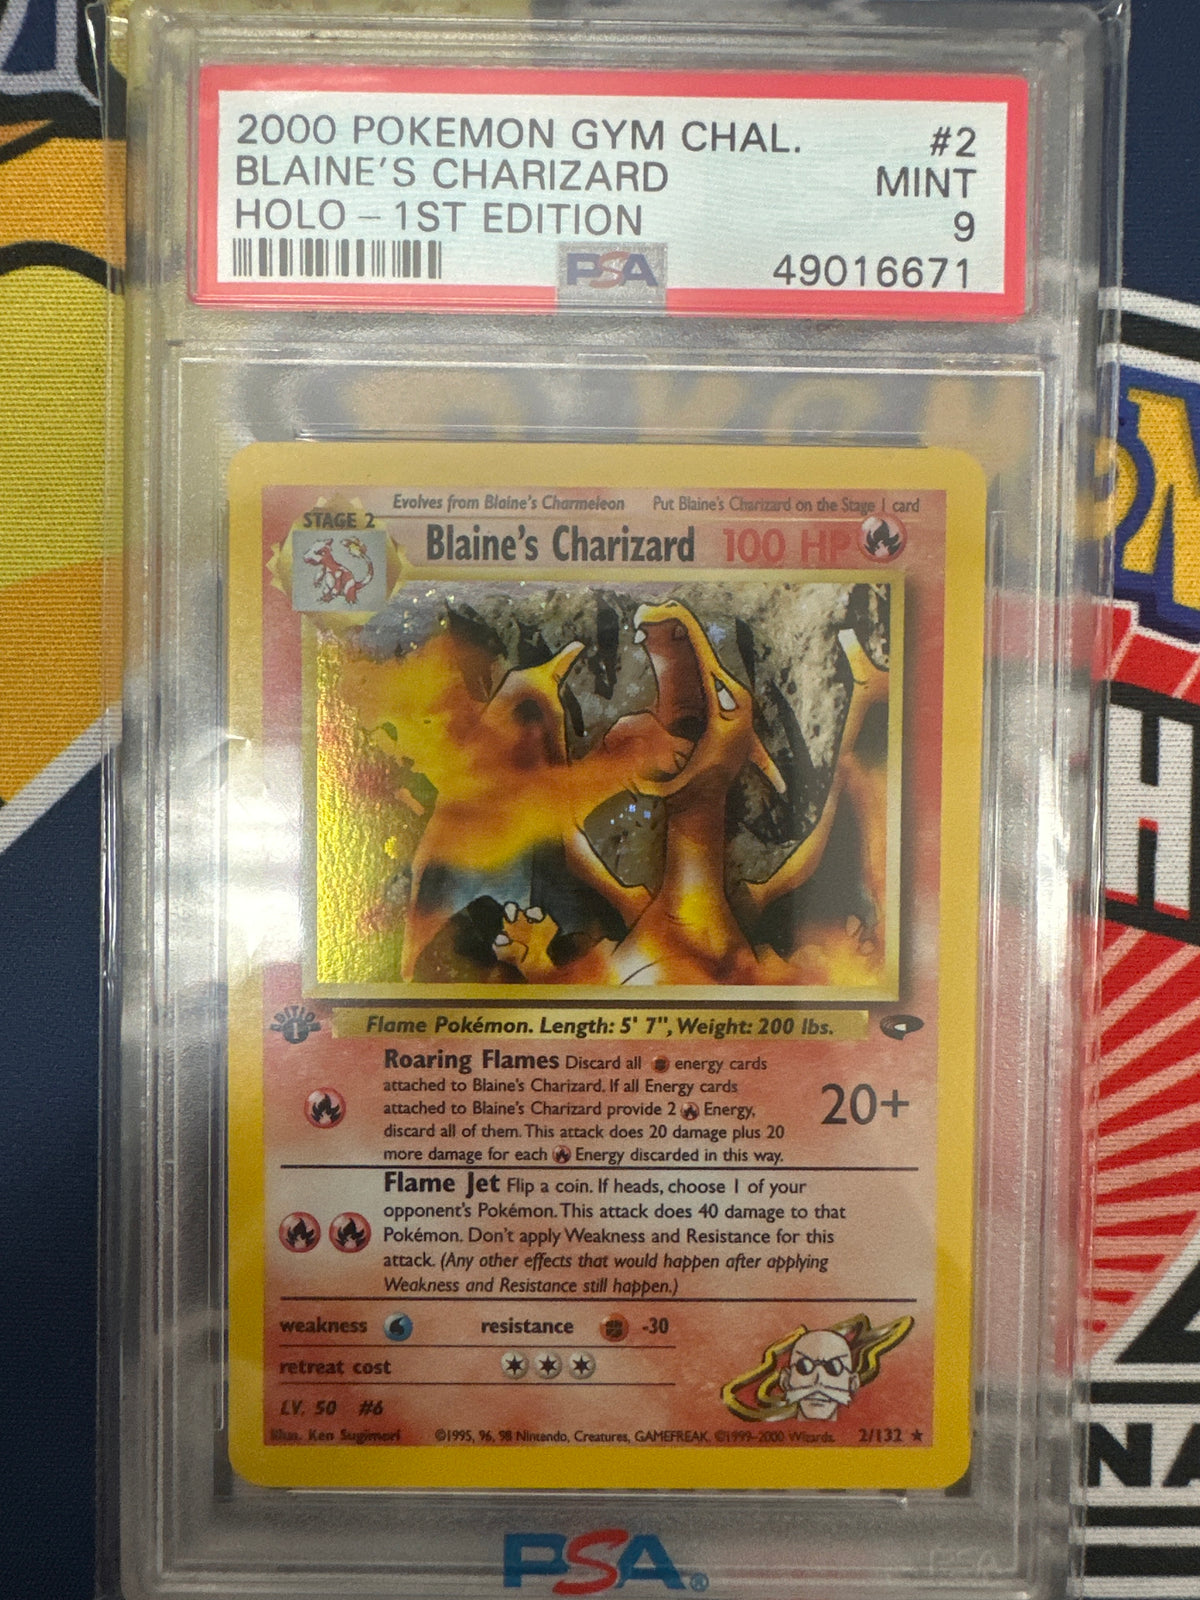 2000 POKEMON GYM CHAL. #2
BLAINE'S CHARIZARD MINT
HOLO - 1ST EDITION 9
PSA 49016671
STAGE 2
Evolves from Blaine's Charmeleon Put Blaine's Charizard on the Stage 1 card
Blaine's Charizard 100 HP
EDITION
1
Flame Pokémon. Length: 5' 7", Weight: 200 lbs.
Roaring Flames Discard all energy cards
attached to Blaine's Charizard. If all Energy cards
attached to Blaine's Charizard provide 2 Energy,
discard all of them. This attack does 20 damage plus 20
more damage for each Energy discarded in this way.
20+
Flame Jet Flip a coin. If heads, choose 1 of your
opponent's Pokémon. This attack does 40 damage to that
Pokémon. Don't apply Weakness and Resistance for this
attack. (Any other effects that would happen after applying
Weakness and Resistance still happen.)
weakness resistance -30
retreat cost
LV. 50 #6
Illus. Ken Sugimori ©1995, 96, 98 Nintendo, Creatures, GAMEFREAK. ©1999-2000 Wizards. 2/132 ★
PSA®